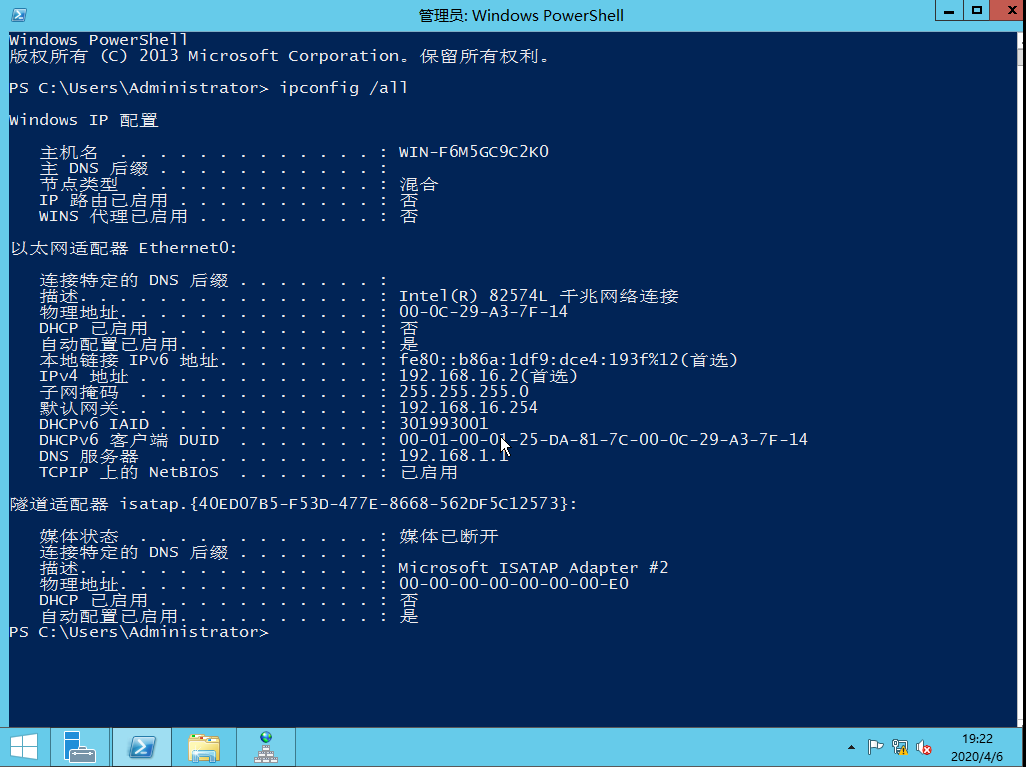 管理员: Windows PowerShell
Windows PowerShell
版权所有 (C) 2013 Microsoft Corporation。保留所有权利。
PS C:\Users\Administrator> ipconfig /all
Windows IP 配置
主机名  . . . . . . . . . . . . . : WIN-F6M5GC9C2K0
主 DNS 后缀 . . . . . . . . . . . :
节点类型  . . . . . . . . . . . . : 混合
IP 路由已启用 . . . . . . . . . . : 否
WINS 代理已启用 . . . . . . . . . : 否
以太网适配器 Ethernet0:
连接特定的 DNS 后缀 . . . . . . . :
描述. . . . . . . . . . . . . . . : Intel(R) 82574L 千兆网络连接
物理地址. . . . . . . . . . . . . : 00-0C-29-A3-7F-14
DHCP 已启用 . . . . . . . . . . . : 否
自动配置已启用. . . . . . . . . . : 是
本地链接 IPv6 地址. . . . . . . . : fe80::b86a:1df9:dce4:193f%12(首选)
IPv4 地址 . . . . . . . . . . . . : 192.168.16.2(首选)
子网掩码  . . . . . . . . . . . . : 255.255.255.0
默认网关. . . . . . . . . . . . . : 192.168.16.254
DHCPv6 IAID . . . . . . . . . . . : 301993001
DHCPv6 客户端 DUID  . . . . . . . : 00-01-00-01-25-DA-81-7C-00-0C-29-A3-7F-14
DNS 服务器  . . . . . . . . . . . : 192.168.1.1
TCPIP 上的 NetBIOS  . . . . . . . : 已启用
隧道适配器 isatap.{40ED07B5-F53D-477E-8668-562DF5C12573}:
媒体状态  . . . . . . . . . . . . : 媒体已断开
连接特定的 DNS 后缀 . . . . . . . :
描述. . . . . . . . . . . . . . . : Microsoft ISATAP Adapter #2
物理地址. . . . . . . . . . . . . : 00-00-00-00-00-00-00-E0
DHCP 已启用 . . . . . . . . . . . : 否
自动配置已启用. . . . . . . . . . : 是
PS C:\Users\Administrator>
19:22
2020/4/6